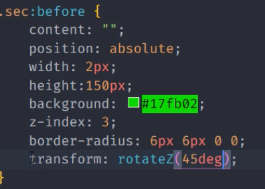 .sec:before {
content: "";
position: absolute;
width: 2px;
height:150px;
background: #17fb02;
z-index: 3;
border-radius: 6px 6px 0 0;
transform: rotateZ(45deg);
}